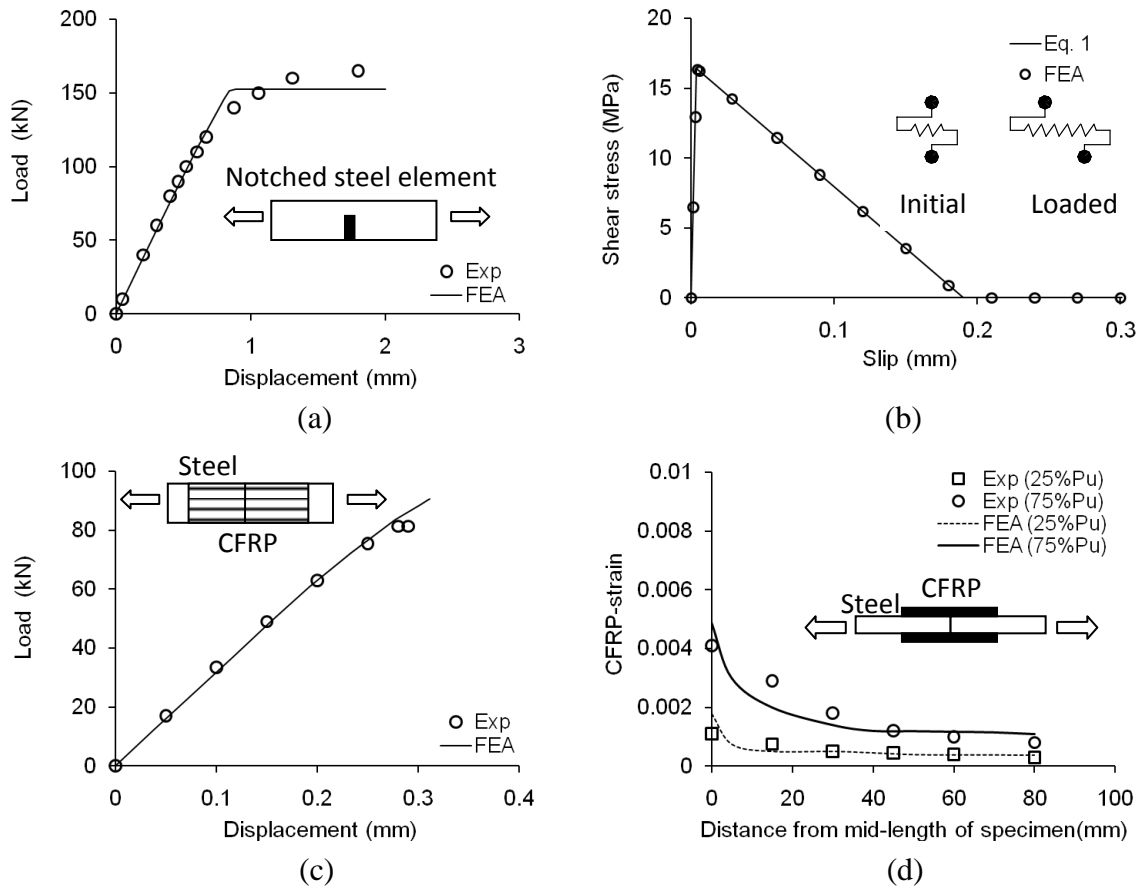 200
150
100
50
0
Load (kN)
Notched steel element
Exp
FEA
0 1 2 3
Displacement (mm)
(a)
20
15
10
5
0
Shear stress (MPa)
Eq. 1
FEA
Initial Loaded
0 0.1 0.2 0.3
Slip (mm)
(b)
100
80
60
40
20
0
Load (kN)
Steel
CFRP
Exp
FEA
0 0.1 0.2 0.3 0.4
Displacement (mm)
(c)
0.01
0.008
0.006
0.004
0.002
0
CFRP-strain
Exp (25%Pu)
Exp (75%Pu)
FEA (25%Pu)
FEA (75%Pu)
CFRP
Steel
0 20 40 60 80 100
Distance from mid-length of specimen(mm)
(d)